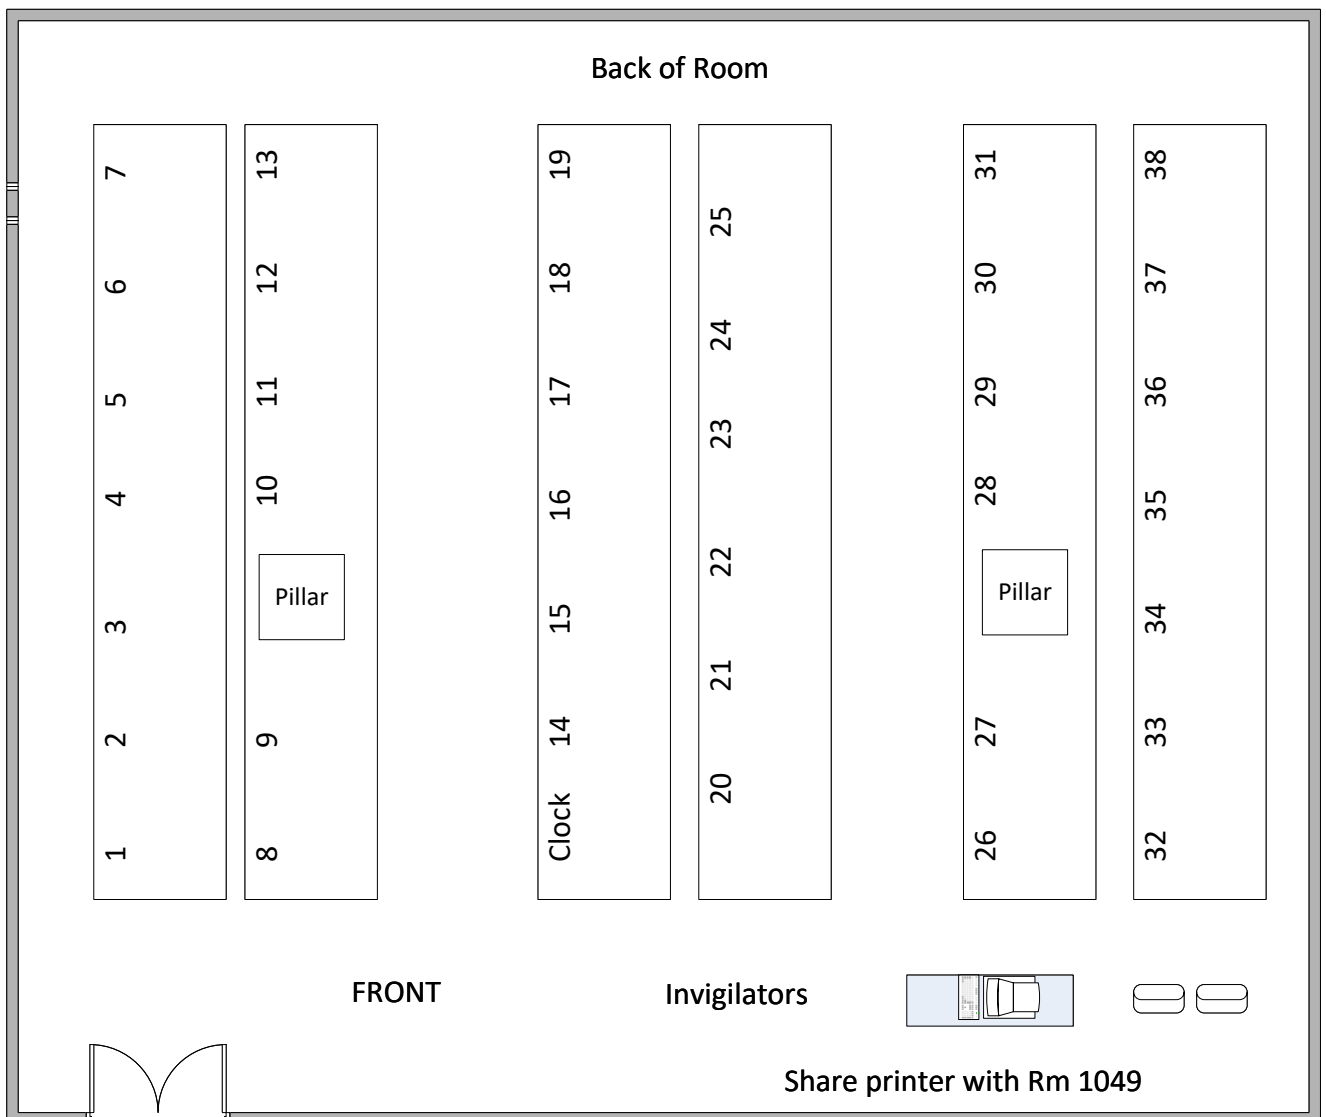 Back of Room
7 13 19 31 38
25
6 12 18 30 37
24
5 11 17 29 36
23
4 10 16 28 35
22
Pillar Pillar
3 15 34
21
2 9 14 27 33
20
Clock
1 8 26 32
FRONT Invigilators
Share printer with Rm 1049